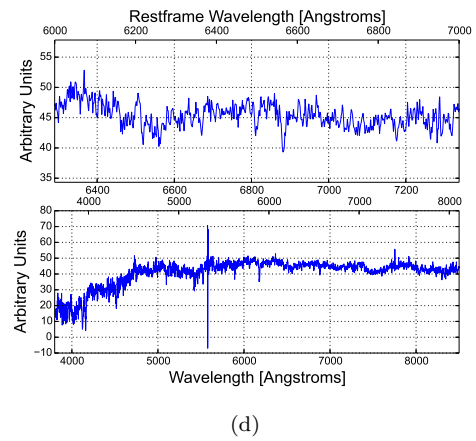 Restframe Wavelength [Angstroms]
6000 6200 6400 6600 6800 7000
Arbitrary Units
55
50
45
40
35
6400 6600 6800 7000 7200
4000 5000 6000 7000 8000
Arbitrary Units
80
70
60
50
40
30
20
10
0
−10
4000 5000 6000 7000 8000
Wavelength [Angstroms]
(d)